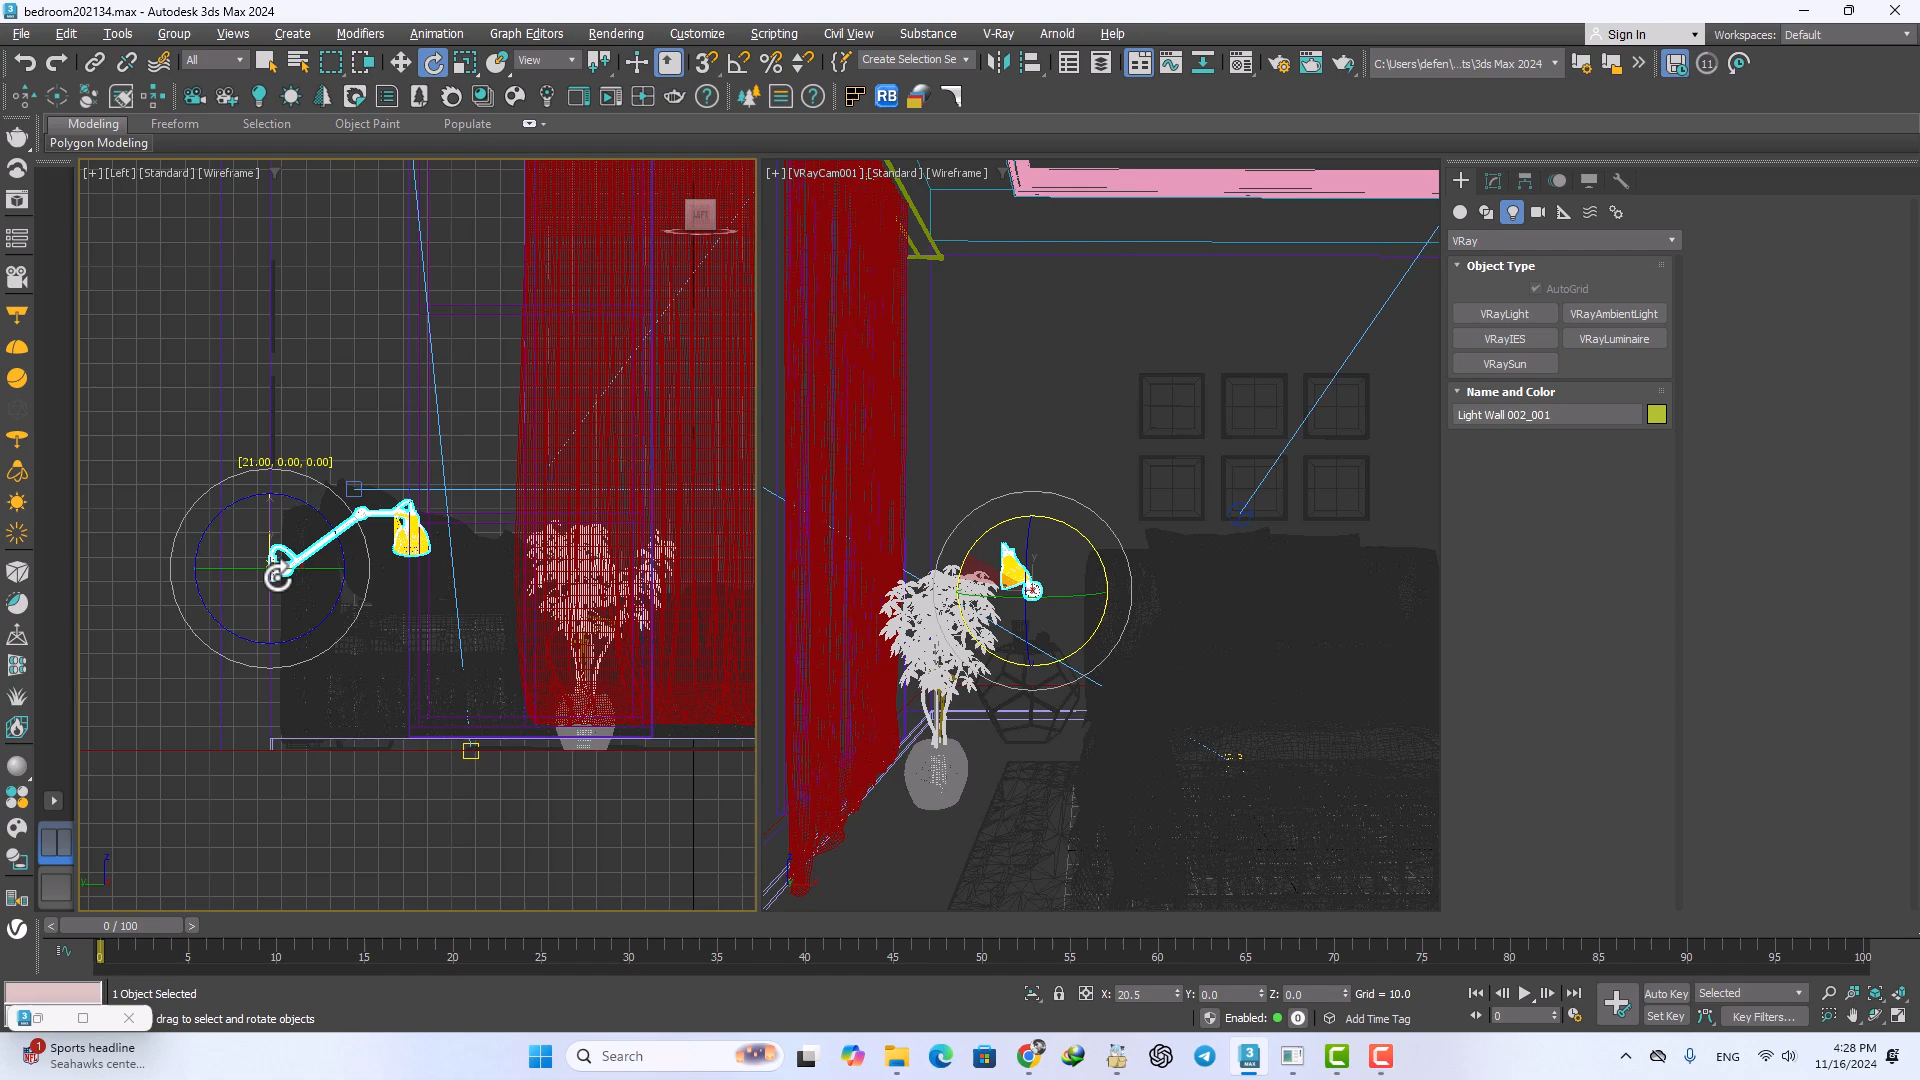 bedroom202134.max - Autodesk 3ds Max 2024
File Edit Tools Group Views Create Modifiers Animation Graph Editors Rendering Customize Scripting Civil View Substance V-Ray Arnold Help
Sign In Workspaces: Default
All View Create Selection Se C:\Users\defen\...ts\3ds Max 2024
11
RB
Modeling Freeform Selection Object Paint Populate
Polygon Modeling
[+] [Left] [Standard] [Wireframe]
[+] [VRayCam001] [Standard] [Wireframe]
LEFT
VRay
Object Type
AutoGrid
VRayLight VRayAmbientLight
VRayIES VRayLuminaire
VRaySun
Name and Color
Light Wall 002_001
[21.00, 0.00, 0.00]
0 / 100
0 5 10 15 20 25 30 35 40 45 50 55 60 65 70 75 80 85 90 95 100
1 Object Selected
X: 20.5 Y: 0.0 Z: 0.0 Grid = 10.0
Auto Key Selected
drag to select and rotate objects
Enabled: 0 Add Time Tag
0
Set Key Key Filters...
1
Sports headline
Seahawks cente...
Search
ENG
4:28 PM
11/16/2024